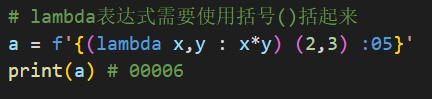 # lambda表达式需要使用括号()括起来
a = f'{(lambda x,y : x*y) (2,3) :05}'
print(a) # 00006